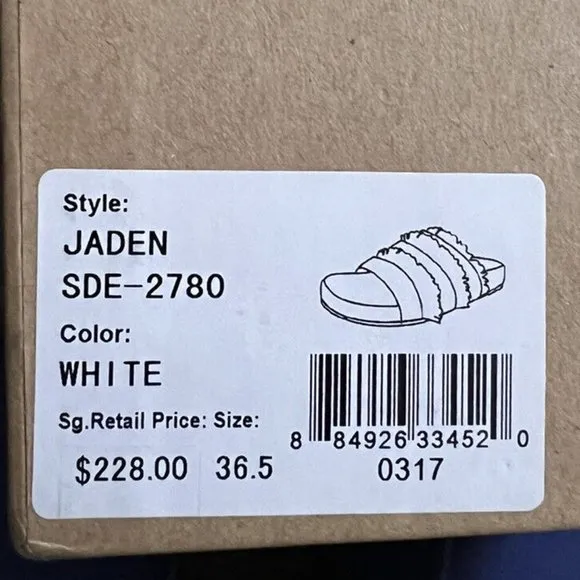 Style:
JADEN
SDE-2780
Color:
WHITE
Sg.Retail Price: Size:
$228.00 36.5
8 84926 33452 0
0317